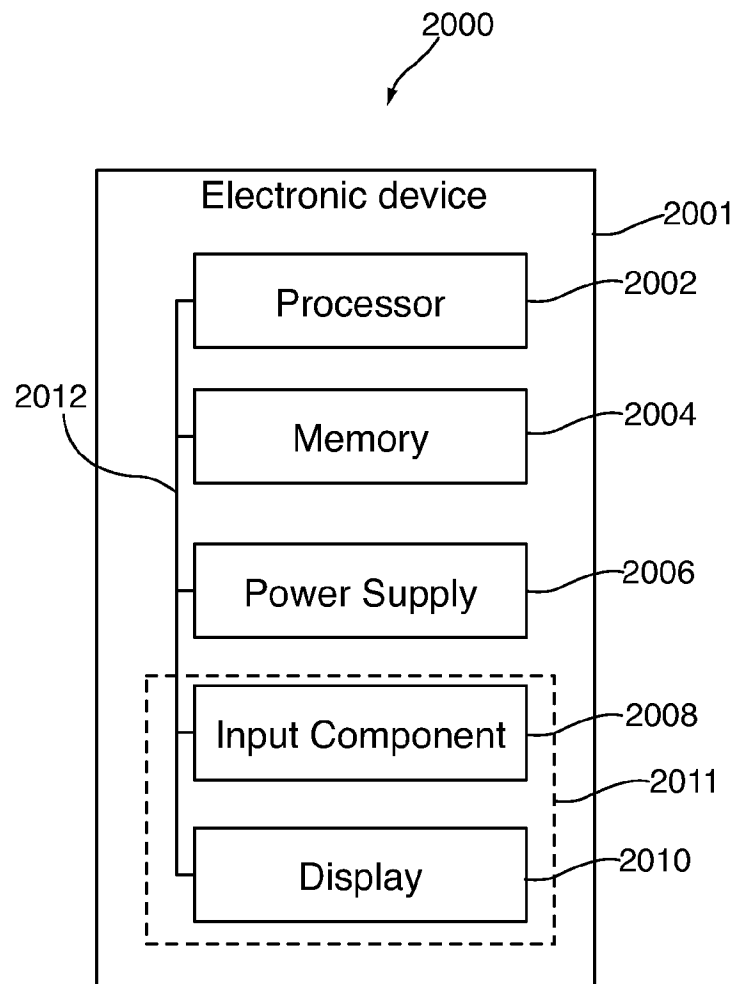 2000
Electronic device
2001
Processor
2002
2012
Memory
2004
Power Supply
2006
Input Component
2008
2011
Display
2010